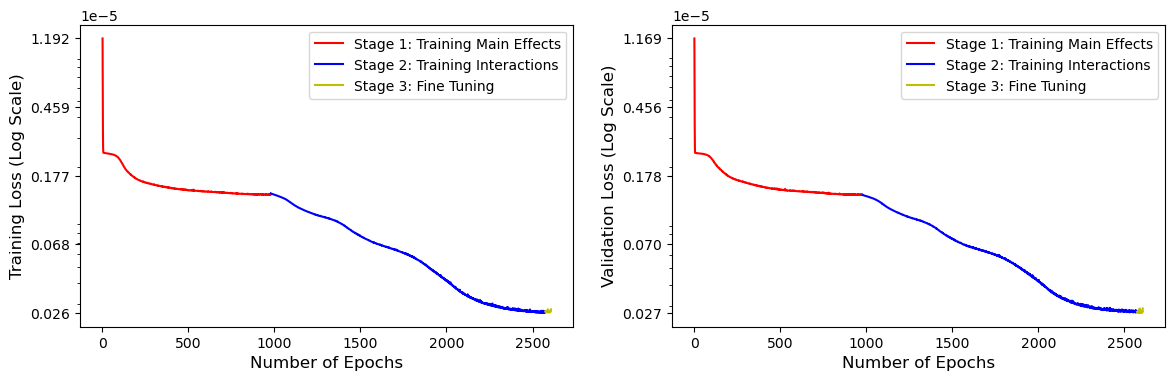 1e−5
1.192
0.459
0.177
0.068
0.026
Training Loss (Log Scale)
Stage 1: Training Main Effects
Stage 2: Training Interactions
Stage 3: Fine Tuning
0
500
1000
1500
2000
2500
Number of Epochs
1e−5
1.169
0.456
0.178
0.070
0.027
Validation Loss (Log Scale)
Stage 1: Training Main Effects
Stage 2: Training Interactions
Stage 3: Fine Tuning
0
500
1000
1500
2000
2500
Number of Epochs